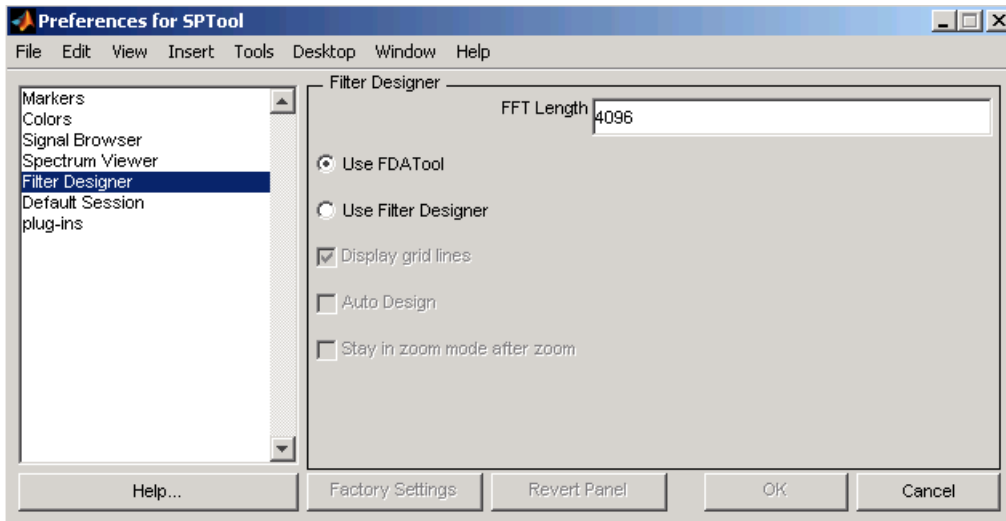 Preferences for SPTool
File Edit View Insert Tools Desktop Window Help
Markers
Colors
Signal Browser
Spectrum Viewer
Filter Designer
Default Session
plug-ins
Filter Designer
FFT Length 4096
Use FDATool
Use Filter Designer
Display grid lines
Auto Design
Stay in zoom mode after zoom
Help... Factory Settings Revert Panel OK Cancel